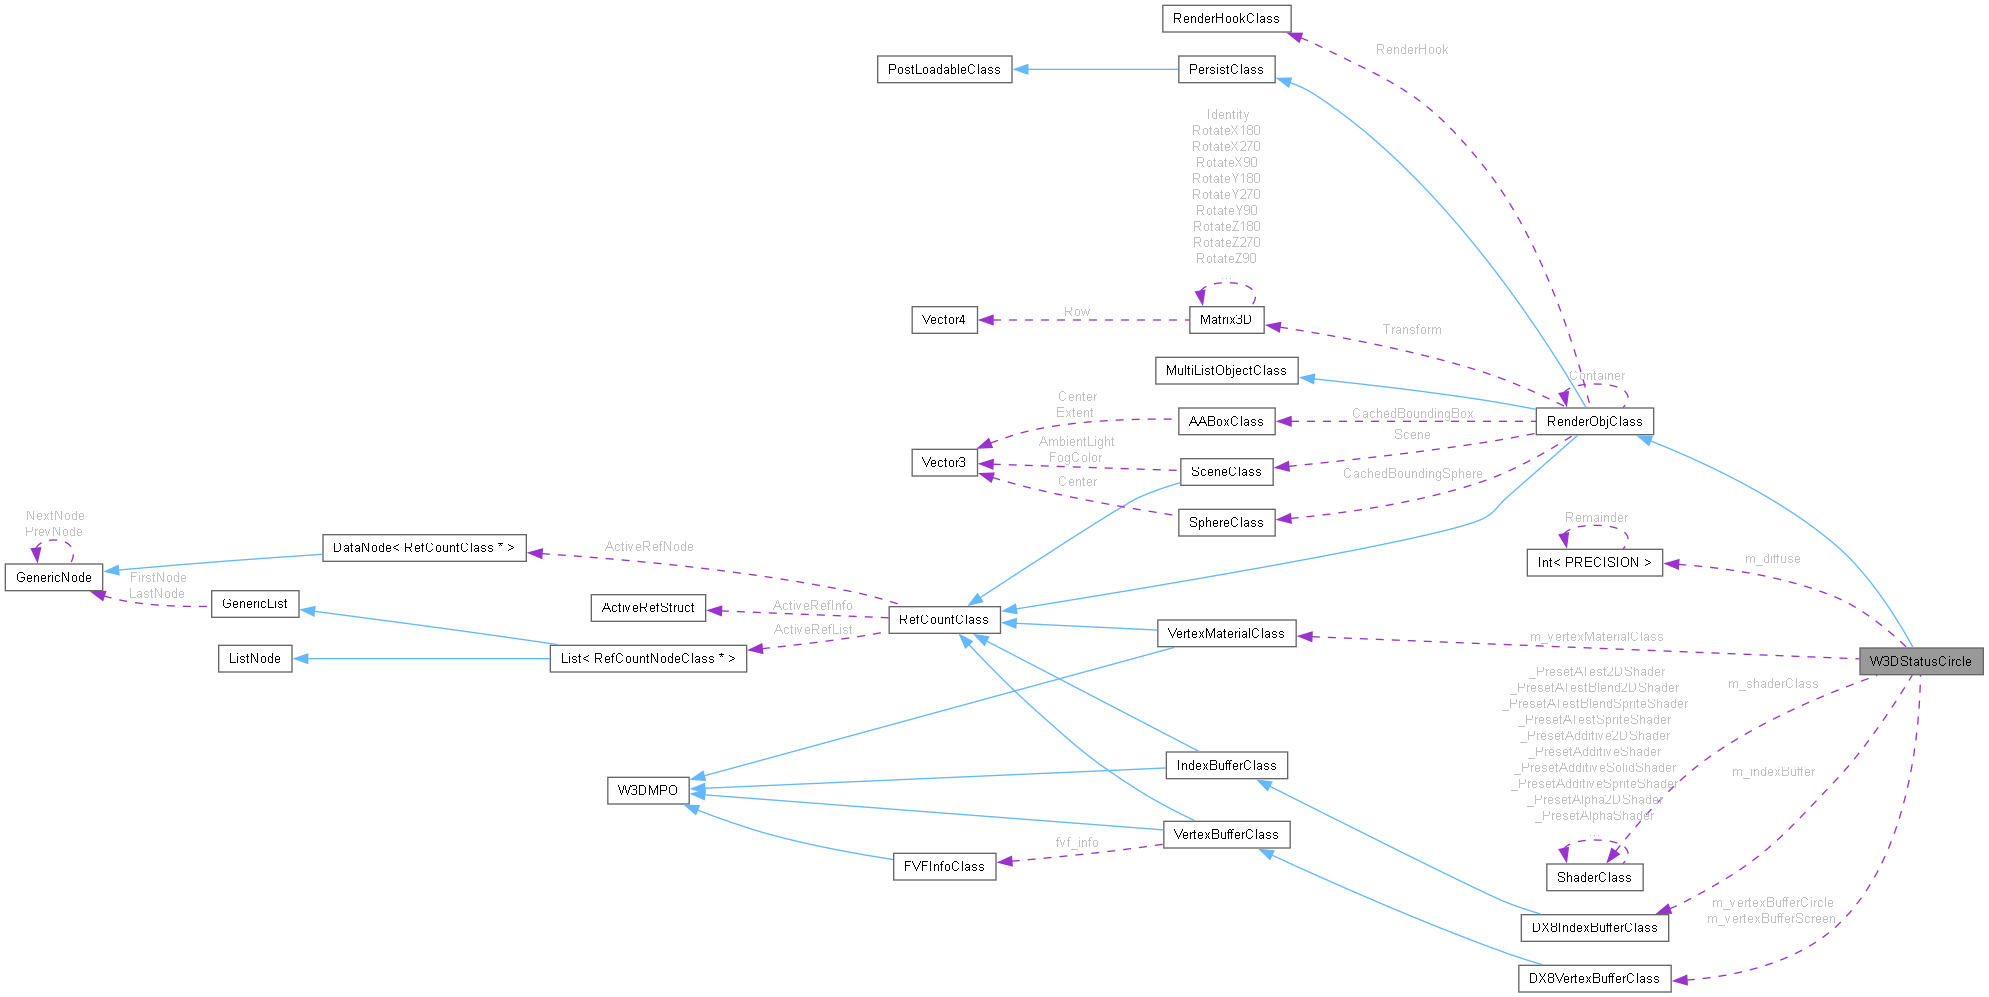 RenderHookClass
RenderHook
PostLoadableClass
PersistClass
Identity
RotateX180
RotateX270
RotateX90
RotateY180
RotateY270
RotateY90
RotateZ180
RotateZ270
RotateZ90
...
Vector4
Row
Matrix3D
Transform
MultiListObjectClass
Container
Center
Extent
AABoxClass
CachedBoundingBox
RenderObjClass
Scene
AmbientLight
FogColor
Vector3
SceneClass
CachedBoundingSphere
Center
SphereClass
NextNode
PrevNode
Remainder
DataNode< RefCountClass * >
ActiveRefNode
Int< PRECISION >
m_diffuse
GenericNode
FirstNode
LastNode
GenericList
ActiveRefStruct
ActiveRefInfo
RefCountClass
ActiveRefList
VertexMaterialClass
m_vertexMaterialClass
ListNode
List< RefCountNodeClass * >
W3DStatusCircle
_PresetATest2DShader
_PresetATestBlend2DShader
_PresetATestBlendSpriteShader
_PresetATestSpriteShader
_PresetAdditive2DShader
_PresetAdditiveShader
_PresetAdditiveSolidShader
_PresetAdditiveSpriteShader
_PresetAlpha2DShader
_PresetAlphaShader
...
m_shaderClass
IndexBufferClass
m_indexBuffer
W3DMPO
VertexBufferClass
fvf_info
FVFInfoClass
ShaderClass
m_vertexBufferCircle
m_vertexBufferScreen
DX8IndexBufferClass
DX8VertexBufferClass